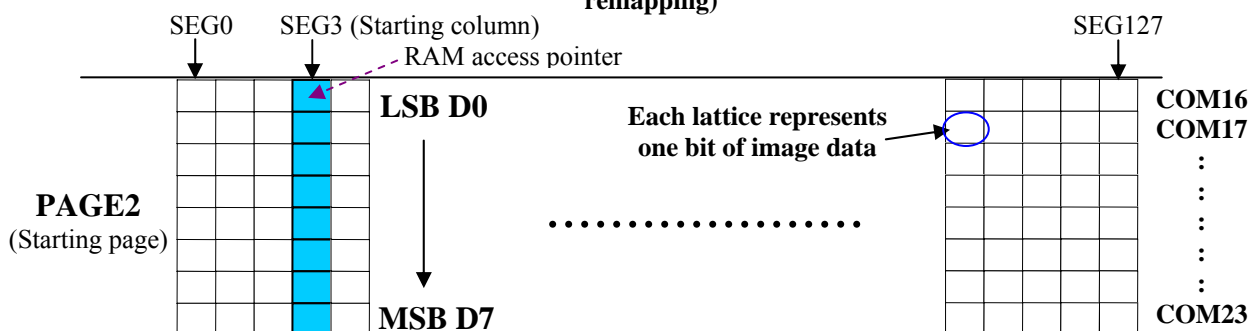 remapping)
SEG0 SEG3 (Starting column) SEG127
RAM access pointer
LSB D0 COM16
Each lattice represents COM17
one bit of image data :
:
PAGE2 :
(Starting page) ..................... :
:
MSB D7 COM23